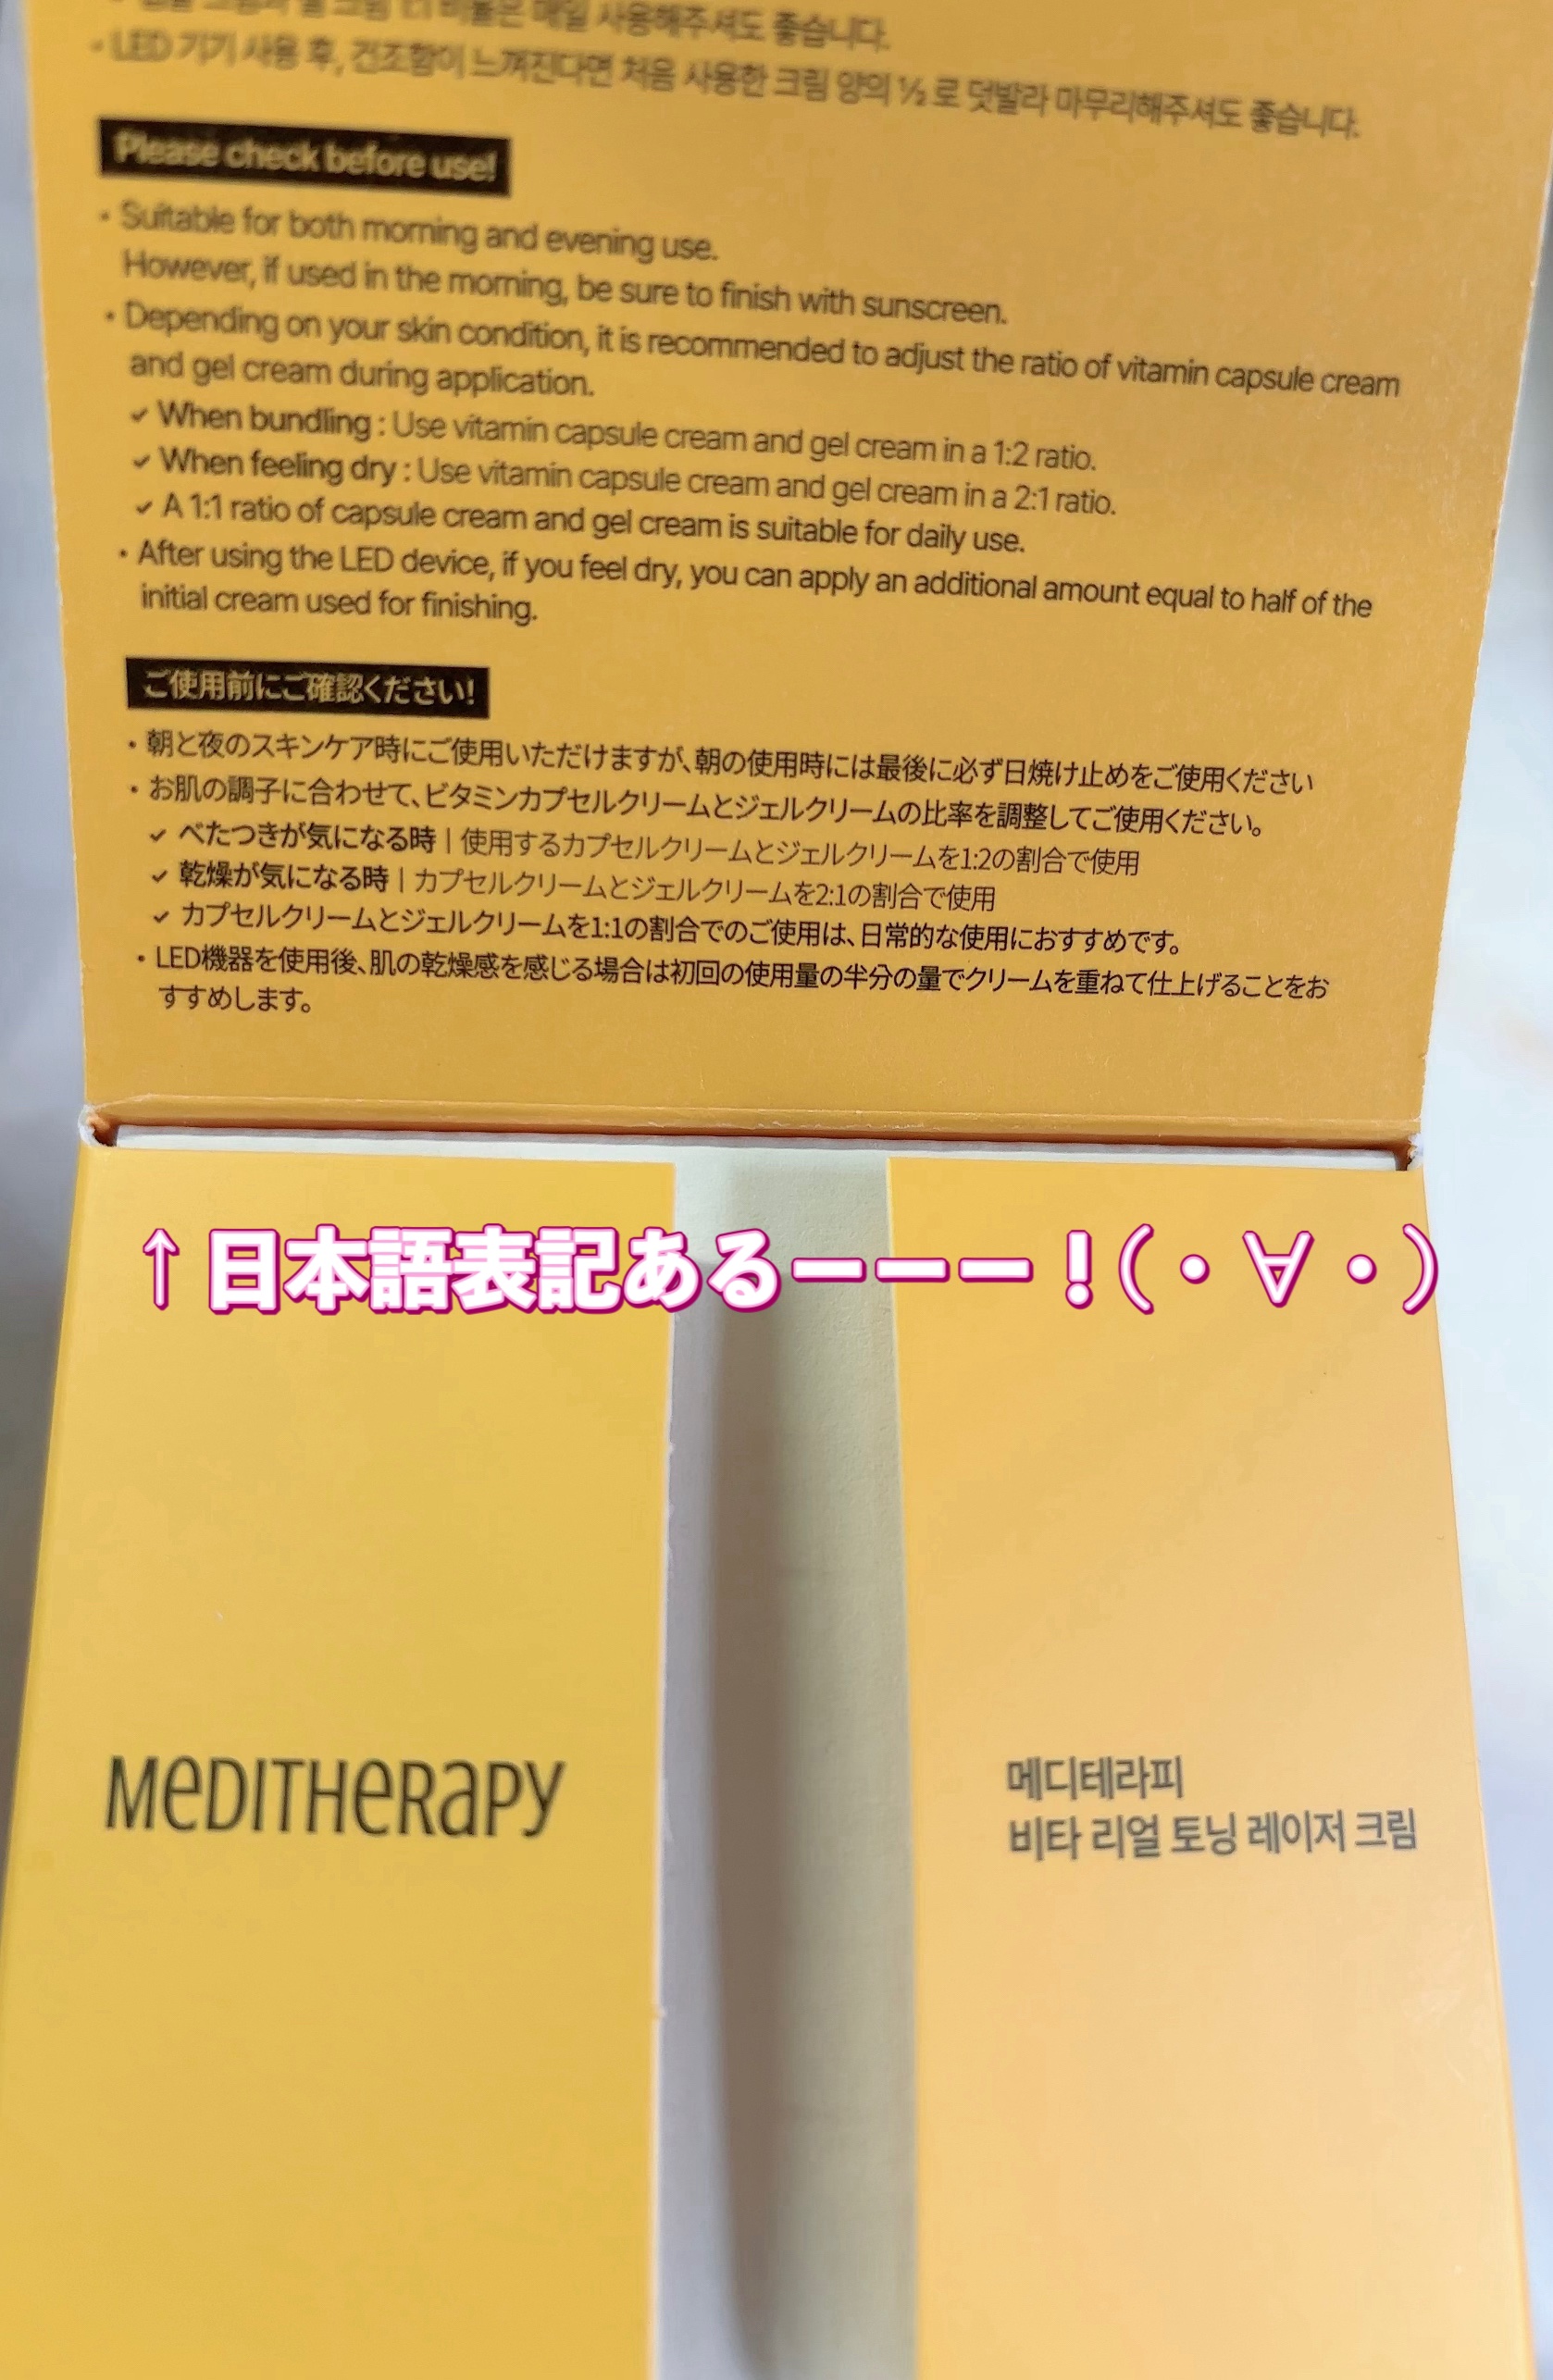 크림 1:1 비율은 매일 사용해주셔도 좋습니다.
• LED 기기 사용 후, 건조함이 느껴진다면 처음 사용한 크림 양의 ½ 로 덧발라 마무리해주셔도 좋습니다.
Please check before use!
• Suitable for both morning and evening use.
However, if used in the morning, be sure to finish with sunscreen.
• Depending on your skin condition, it is recommended to adjust the ratio of vitamin capsule cream
and gel cream during application.
✓ When bundling : Use vitamin capsule cream and gel cream in a 1:2 ratio.
✓ When feeling dry : Use vitamin capsule cream and gel cream in a 2:1 ratio.
✓ A 1:1 ratio of capsule cream and gel cream is suitable for daily use.
• After using the LED device, if you feel dry, you can apply an additional amount equal to half of the
initial cream used for finishing.
ご使用前にご確認ください!
• 朝と夜のスキンケア時にご使用いただけますが、朝の使用時には最後に必ず日焼け止めをご使用ください
• お肌の調子に合わせて、ビタミンカプセルクリームとジェルクリームの比率を調整してご使用ください。
✓ べたつきが気になる時 | 使用するカプセルクリームとジェルクリームを1:2の割合で使用
✓ 乾燥が気になる時 | カプセルクリームとジェルクリームを2:1の割合で使用
✓ カプセルクリームとジェルクリームを1:1の割合でのご使用は、日常的な使用におすすめです。
• LED機器を使用後、肌の乾燥感を感じる場合は初回の使用量の半分の量でクリームを重ねて仕上げることをお
すすめします。
↑日本語表記あるーーー！(・∀・)
MEDITHERAPY
메디테라피
비타 리얼 토닝 레이저 크림